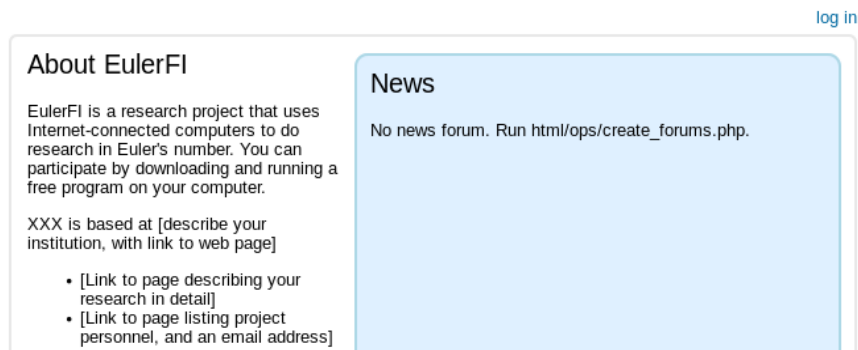 log in
About EulerFI
EulerFI is a research project that uses
Internet-connected computers to do
research in Euler's number. You can
participate by downloading and running a
free program on your computer.
XXX is based at [describe your
institution, with link to web page]
• [Link to page describing your
research in detail]
• [Link to page listing project
personnel, and an email address]
News
No news forum. Run html/ops/create_forums.php.